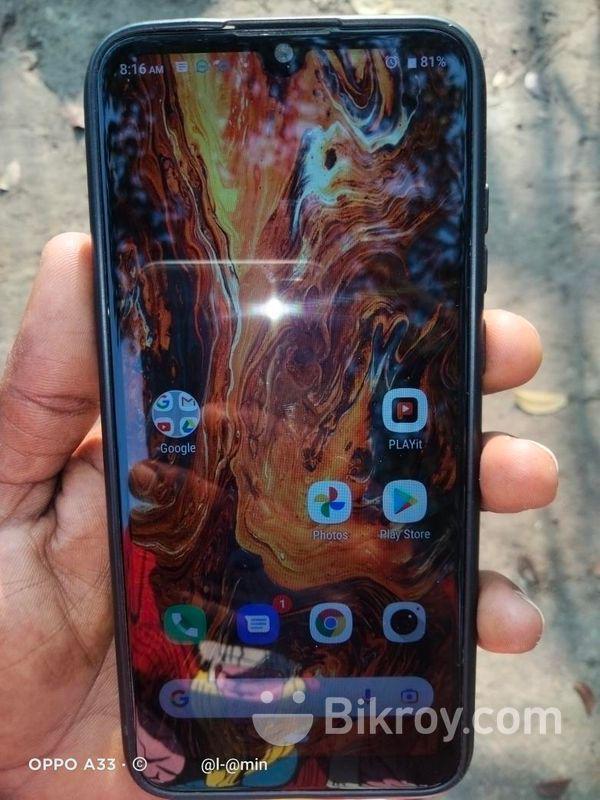 8:16 AM
81%
Google
PLAYit
Photos
Play Store
1
G
Bikroy.com
OPPO A33 · ©
@l-@min